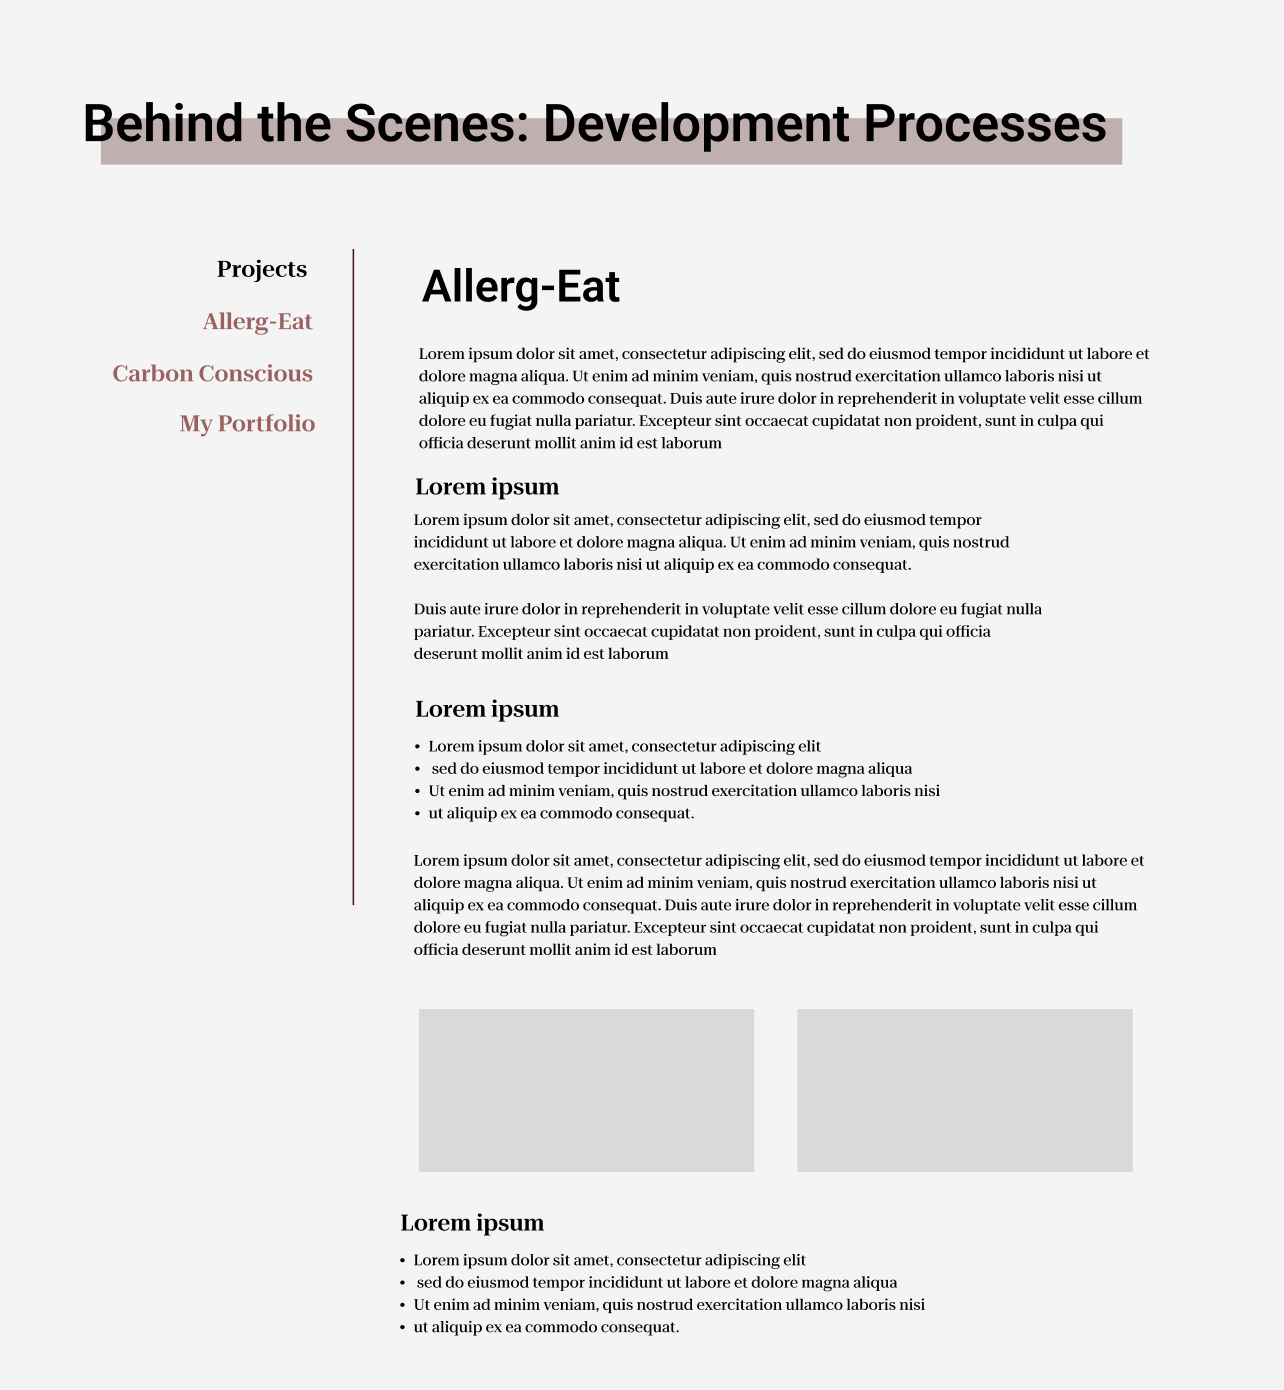 Behind the Scenes: Development Processes
Projects
Allerg-Eat
Carbon Conscious
My Portfolio
Allerg-Eat
Lorem ipsum dolor sit amet, consectetur adipiscing elit, sed do eiusmod tempor incididunt ut labore et
dolore magna aliqua. Ut enim ad minim veniam, quis nostrud exercitation ullamco laboris nisi ut
aliquip ex ea commodo consequat. Duis aute irure dolor in reprehenderit in voluptate velit esse cillum
dolore eu fugiat nulla pariatur. Excepteur sint occaecat cupidatat non proident, sunt in culpa qui
officia deserunt mollit anim id est laborum
Lorem ipsum
Lorem ipsum dolor sit amet, consectetur adipiscing elit, sed do eiusmod tempor
incididunt ut labore et dolore magna aliqua. Ut enim ad minim veniam, quis nostrud
exercitation ullamco laboris nisi ut aliquip ex ea commodo consequat.
Duis aute irure dolor in reprehenderit in voluptate velit esse cillum dolore eu fugiat nulla
pariatur. Excepteur sint occaecat cupidatat non proident, sunt in culpa qui officia
deserunt mollit anim id est laborum
Lorem ipsum
• Lorem ipsum dolor sit amet, consectetur adipiscing elit
• sed do eiusmod tempor incididunt ut labore et dolore magna aliqua
• Ut enim ad minim veniam, quis nostrud exercitation ullamco laboris nisi
• ut aliquip ex ea commodo consequat.
Lorem ipsum dolor sit amet, consectetur adipiscing elit, sed do eiusmod tempor incididunt ut labore et
dolore magna aliqua. Ut enim ad minim veniam, quis nostrud exercitation ullamco laboris nisi ut
aliquip ex ea commodo consequat. Duis aute irure dolor in reprehenderit in voluptate velit esse cillum
dolore eu fugiat nulla pariatur. Excepteur sint occaecat cupidatat non proident, sunt in culpa qui
officia deserunt mollit anim id est laborum
Lorem ipsum
• Lorem ipsum dolor sit amet, consectetur adipiscing elit
• sed do eiusmod tempor incididunt ut labore et dolore magna aliqua
• Ut enim ad minim veniam, quis nostrud exercitation ullamco laboris nisi
• ut aliquip ex ea commodo consequat.